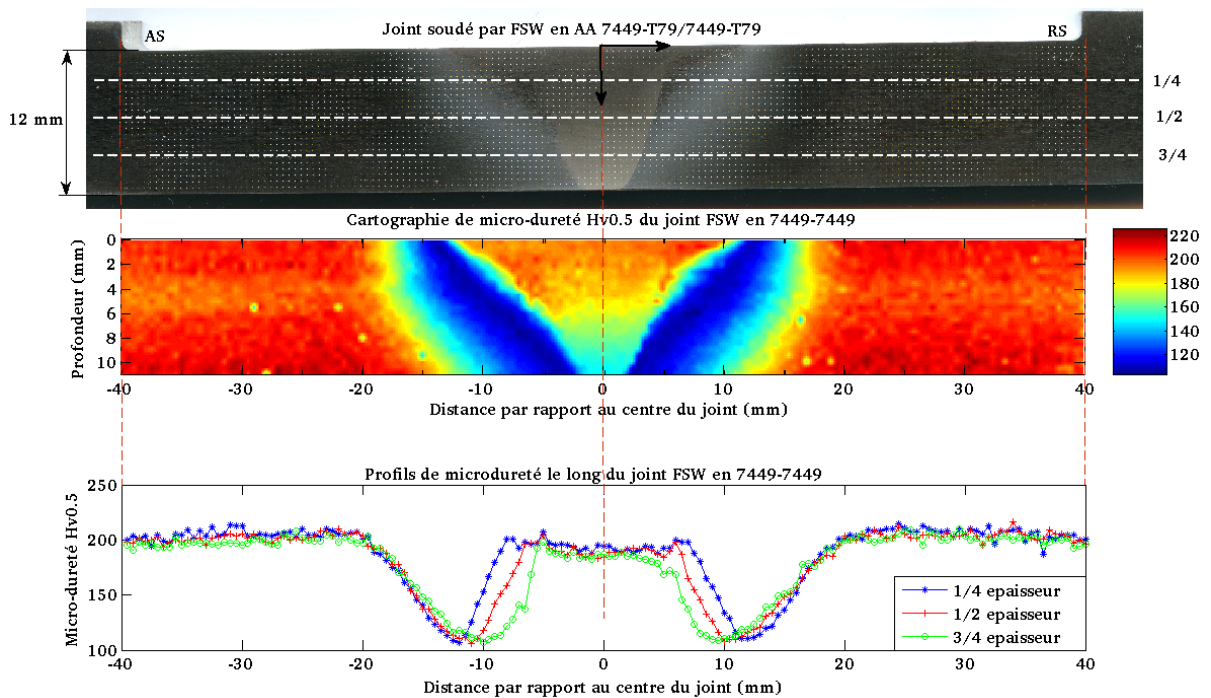 Joint soudé par FSW en AA 7449-T79/7449-T79
AS
RS
12 mm
1/4
1/2
3/4
Cartographie de micro-dureté Hv0.5 du joint FSW en 7449-7449
Profondeur (mm)
0
2
4
6
8
10
-40
-30
-20
-10
0
10
20
30
40
Distance par rapport au centre du joint (mm)
220
200
180
160
140
120
Profils de microdureté le long du joint FSW en 7449-7449
Micro-dureté Hv0.5
250
200
150
100
-40
-30
-20
-10
0
10
20
30
40
Distance par rapport au centre du joint (mm)
1/4 epaisseur
1/2 epaisseur
3/4 epaisseur